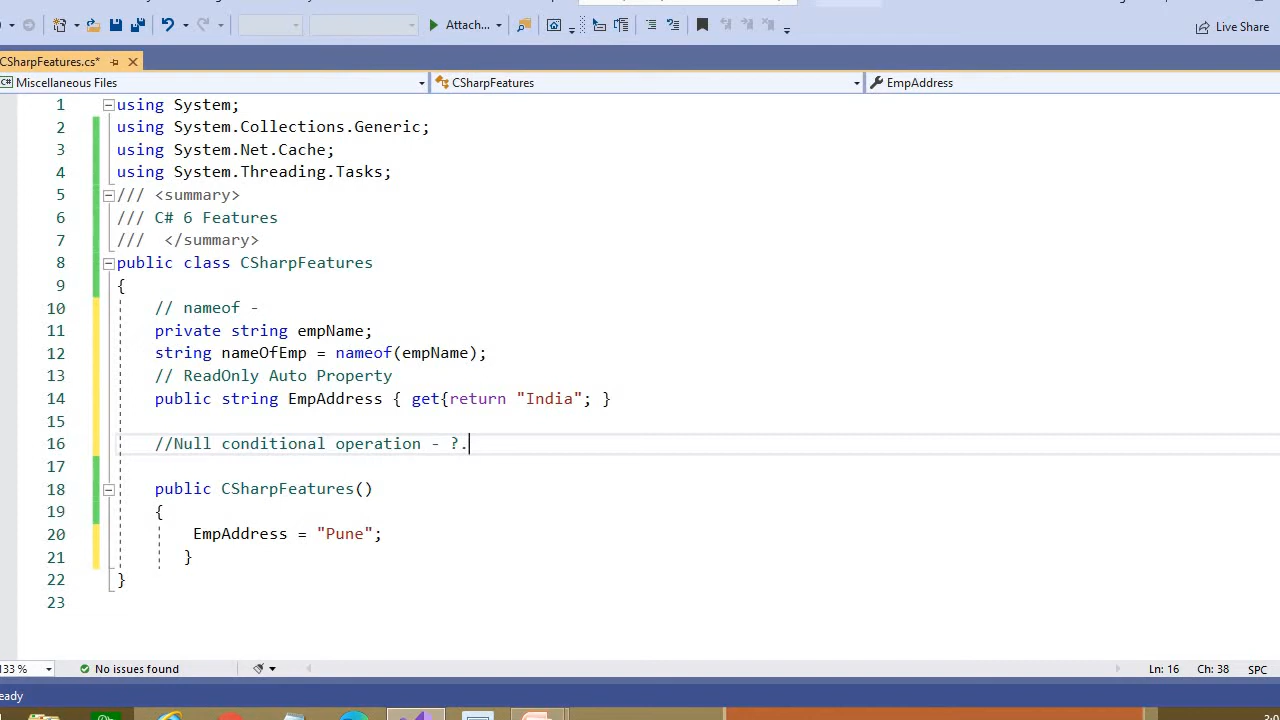 Attach...
Live Share
CSharpFeatures.cs*
C# Miscellaneous Files
CSharpFeatures
EmpAddress
1 using System;
2 using System.Collections.Generic;
3 using System.Net.Cache;
4 using System.Threading.Tasks;
5 /// <summary>
6 /// C# 6 Features
7 ///  </summary>
8 public class CSharpFeatures
9 {
10 // nameof -
11 private string empName;
12 string nameOfEmp = nameof(empName);
13 // ReadOnly Auto Property
14 public string EmpAddress { get{return "India"; }
15
16 //Null conditional operation - ?.
17
18 public CSharpFeatures()
19 {
20 EmpAddress = "Pune";
21 }
22 }
23
133 % No issues found Ln: 16 Ch: 38 SPC
eady